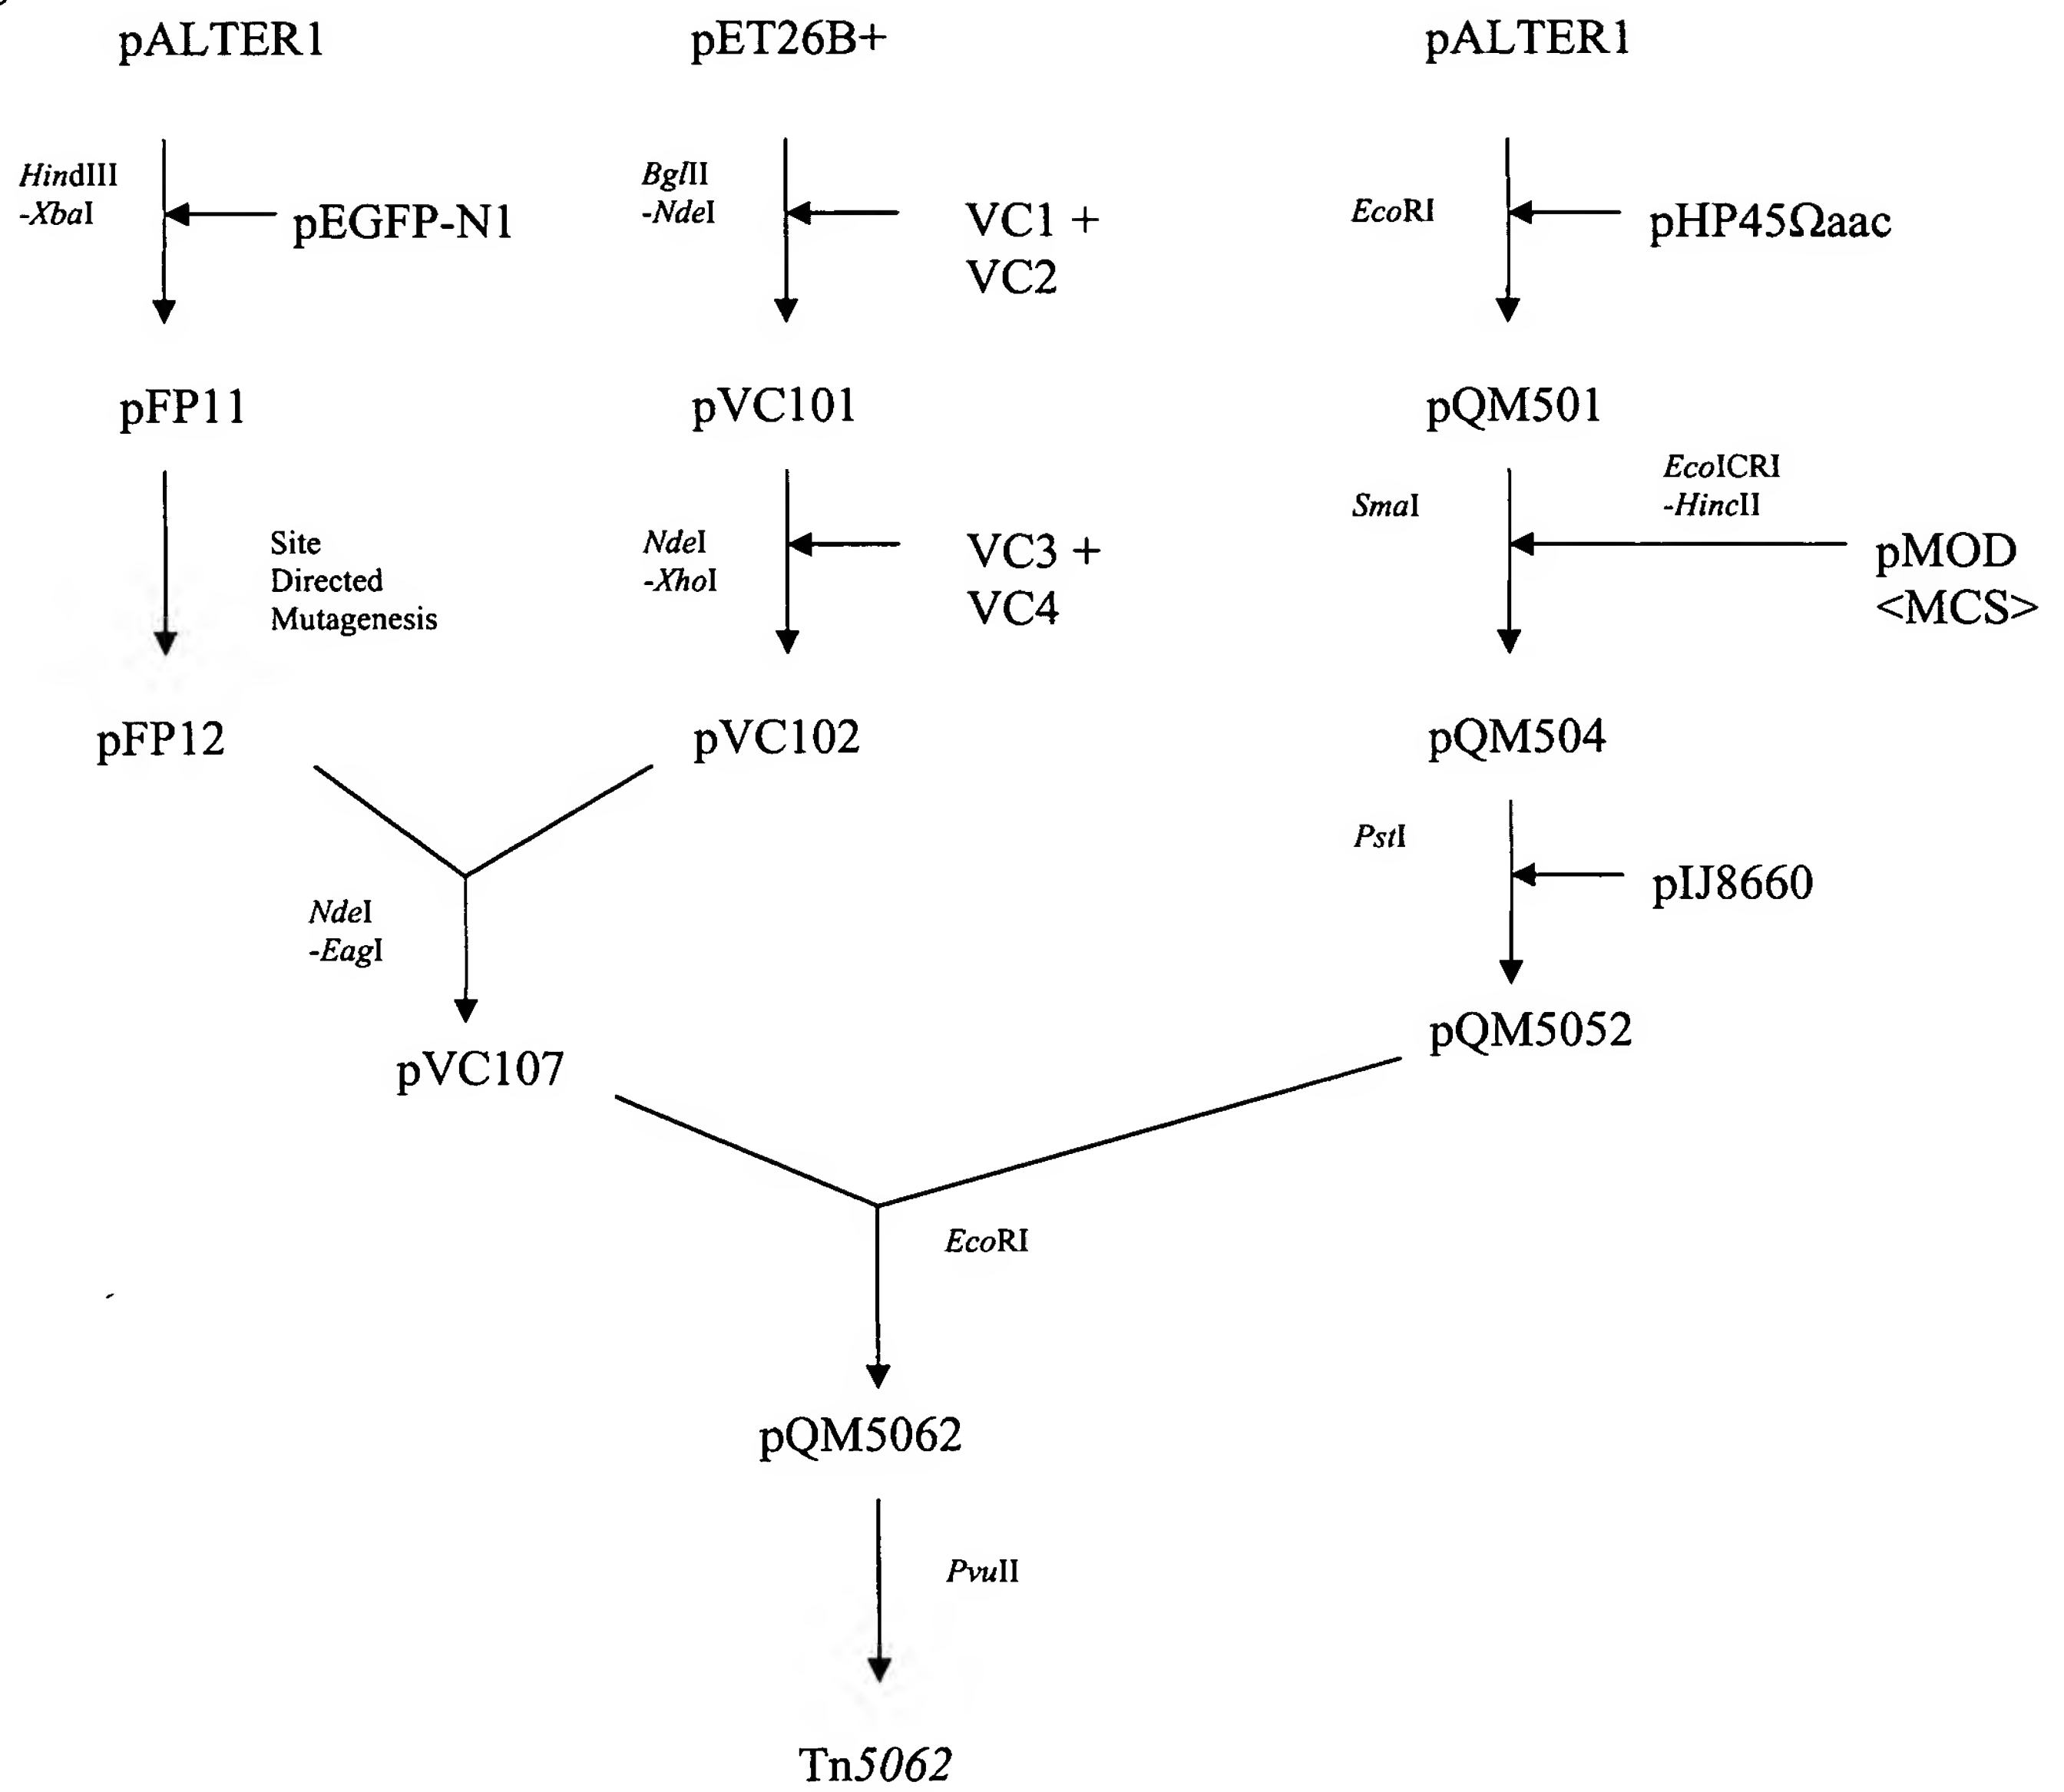 pALTER1
pET26B+
pALTER1
HindIII
-XbaI
pEGFP-N1
BglII
-NdeI
VC1 +
VC2
EcoRI
pHP45Ωaac
pFP11
pVC101
pQM501
Site
Directed
Mutagenesis
NdeI
-XhoI
VC3 +
VC4
SmaI
EcoICRI
-HincII
pMOD
<MCS>
pFP12
pVC102
pQM504
NdeI
-EagI
PstI
pIJ8660
pVC107
pQM5052
EcoRI
pQM5062
PvuII
Tn5062